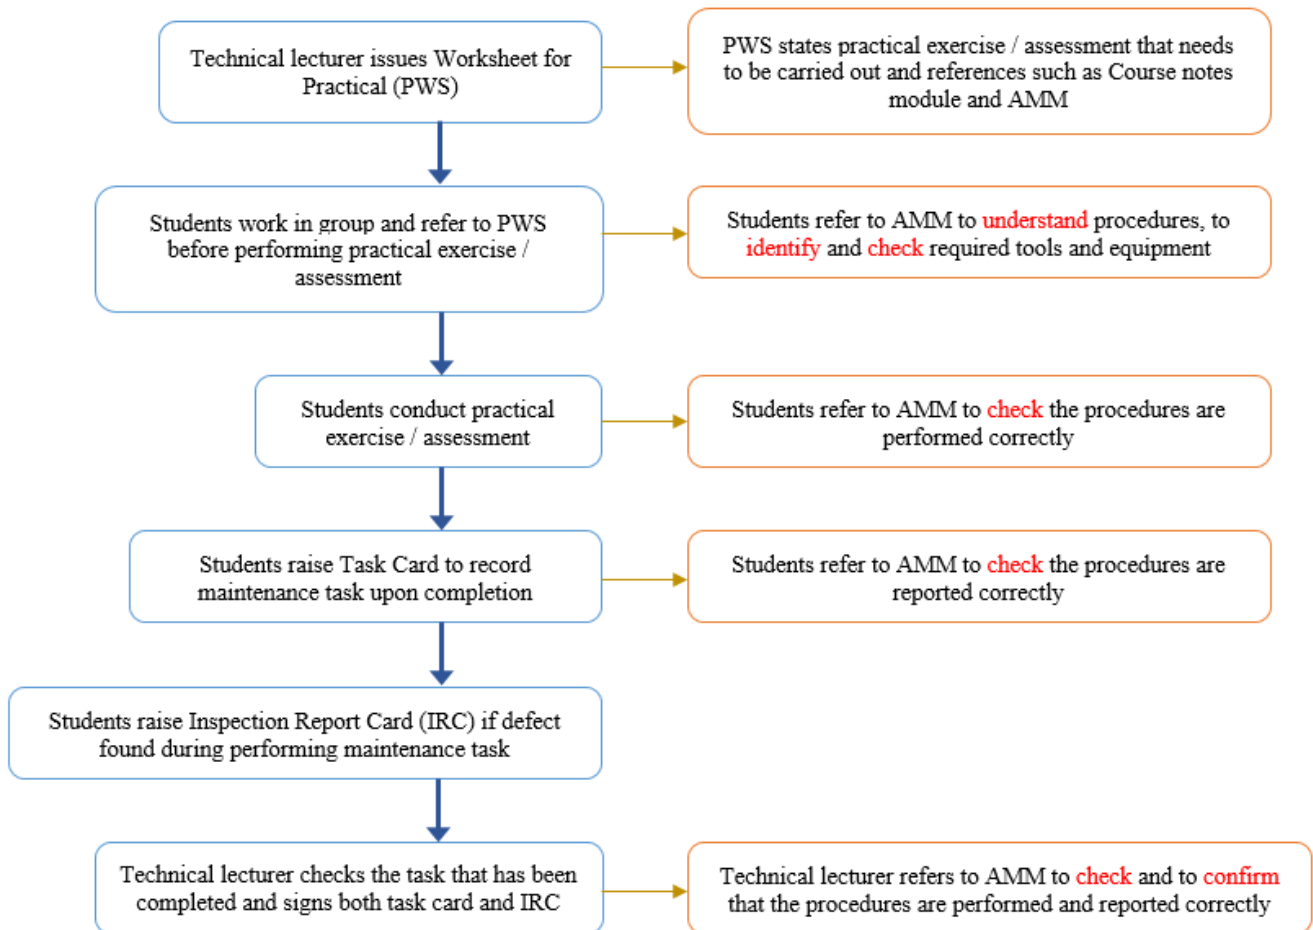 Technical lecturer issues Worksheet for
Practical (PWS)
PWS states practical exercise / assessment that needs
to be carried out and references such as Course notes
module and AMM
Students work in group and refer to PWS
before performing practical exercise /
assessment
Students refer to AMM to understand procedures, to
identify and check required tools and equipment
Students conduct practical
exercise / assessment
Students refer to AMM to check the procedures are
performed correctly
Students raise Task Card to record
maintenance task upon completion
Students refer to AMM to check the procedures are
reported correctly
Students raise Inspection Report Card (IRC) if defect
found during performing maintenance task
Technical lecturer checks the task that has been
completed and signs both task card and IRC
Technical lecturer refers to AMM to check and to confirm
that the procedures are performed and reported correctly